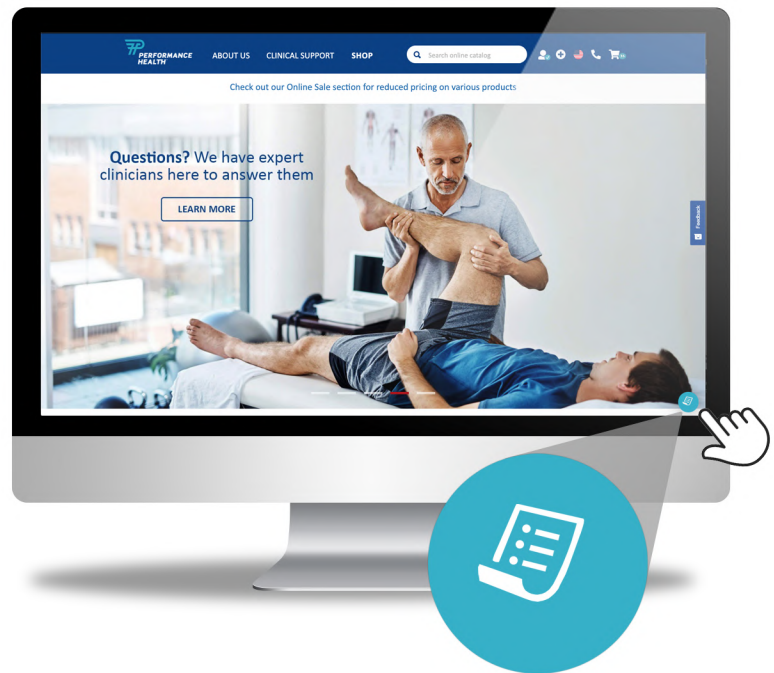 PERFORMANCE
HEALTH
ABOUT US
CLINICAL SUPPORT
SHOP
Search online catalog
Check out our Online Sale section for reduced pricing on various products
Questions? We have expert
clinicians here to answer them
LEARN MORE
Feedback